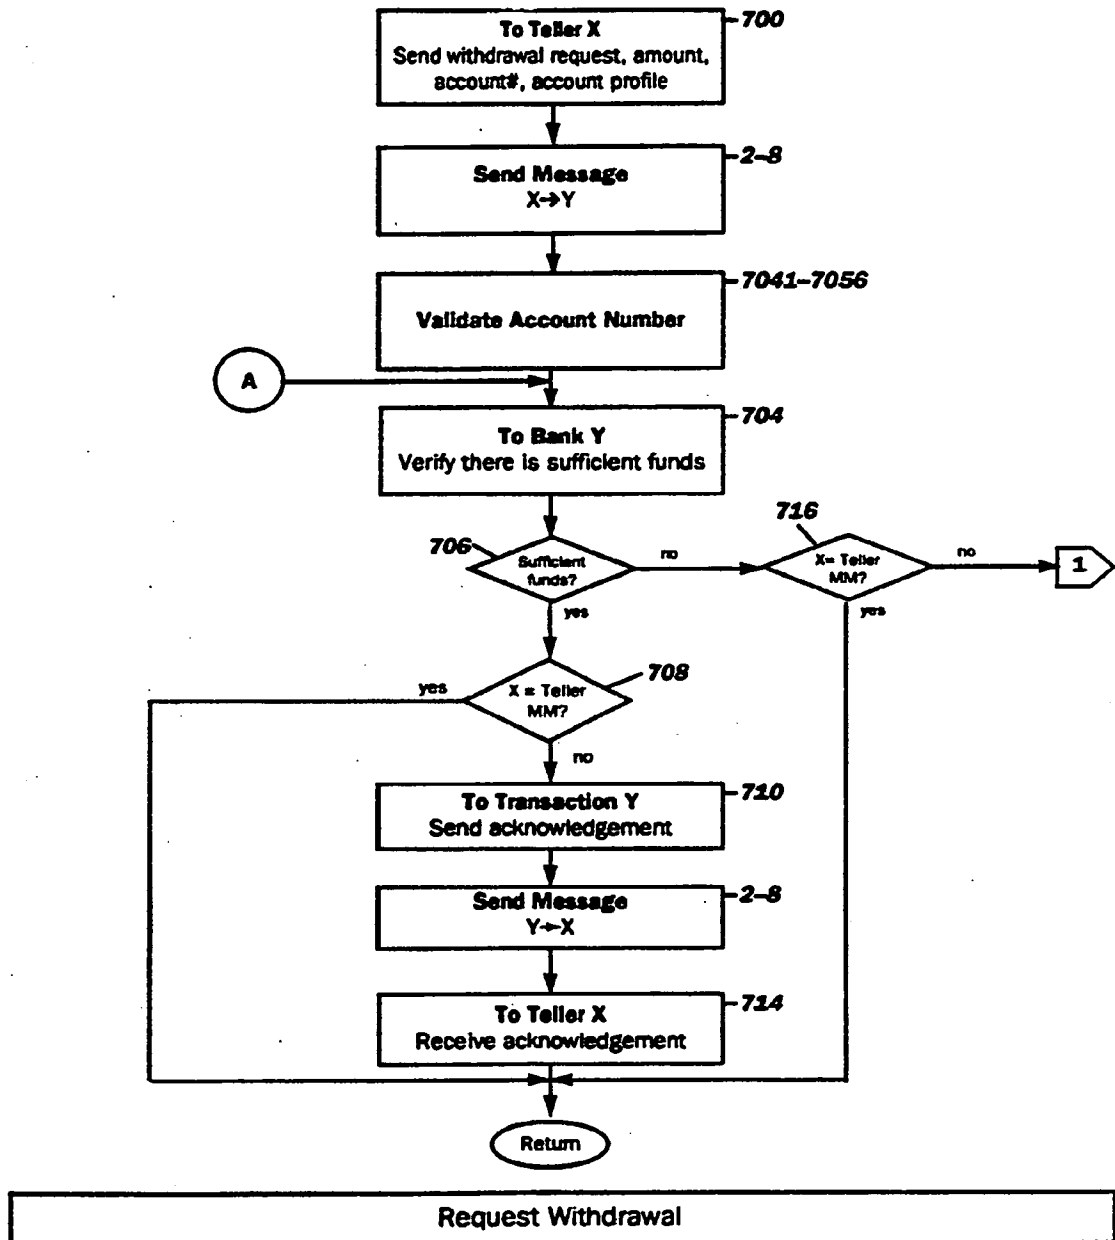 To Teller X
Send withdrawal request, amount,
account#, account profile
700
Send Message
X→Y
2-8
Validate Account Number
7041-7056
A
To Bank Y
Verify there is sufficient funds
704
706
Sufficient
funds?
no
yes
716
X= Teller
MM?
no
yes
1
708
X = Teller
MM?
yes
no
To Transaction Y
Send acknowledgement
710
Send Message
Y→X
2-8
To Teller X
Receive acknowledgement
714
Return
Request Withdrawal